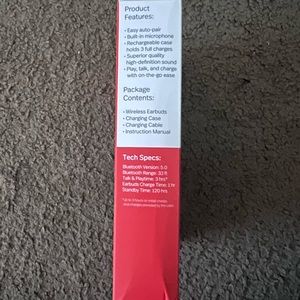 Product
Features:
• Easy auto-pair
• Built-in microphone
• Rechargeable case
holds 3 full charges
• Superior quality
high-definition sound
• Play, talk, and charge
with on-the-go ease
Package
Contents:
• Wireless Earbuds
• Charging Case
• Charging Cable
• Instruction Manual
Tech Specs:
Bluetooth Version: 5.0
Bluetooth Range: 33 ft
Talk & Playtime: 3 hrs*
Earbuds Charge Time: 1 hr
Standby Time: 120 hrs